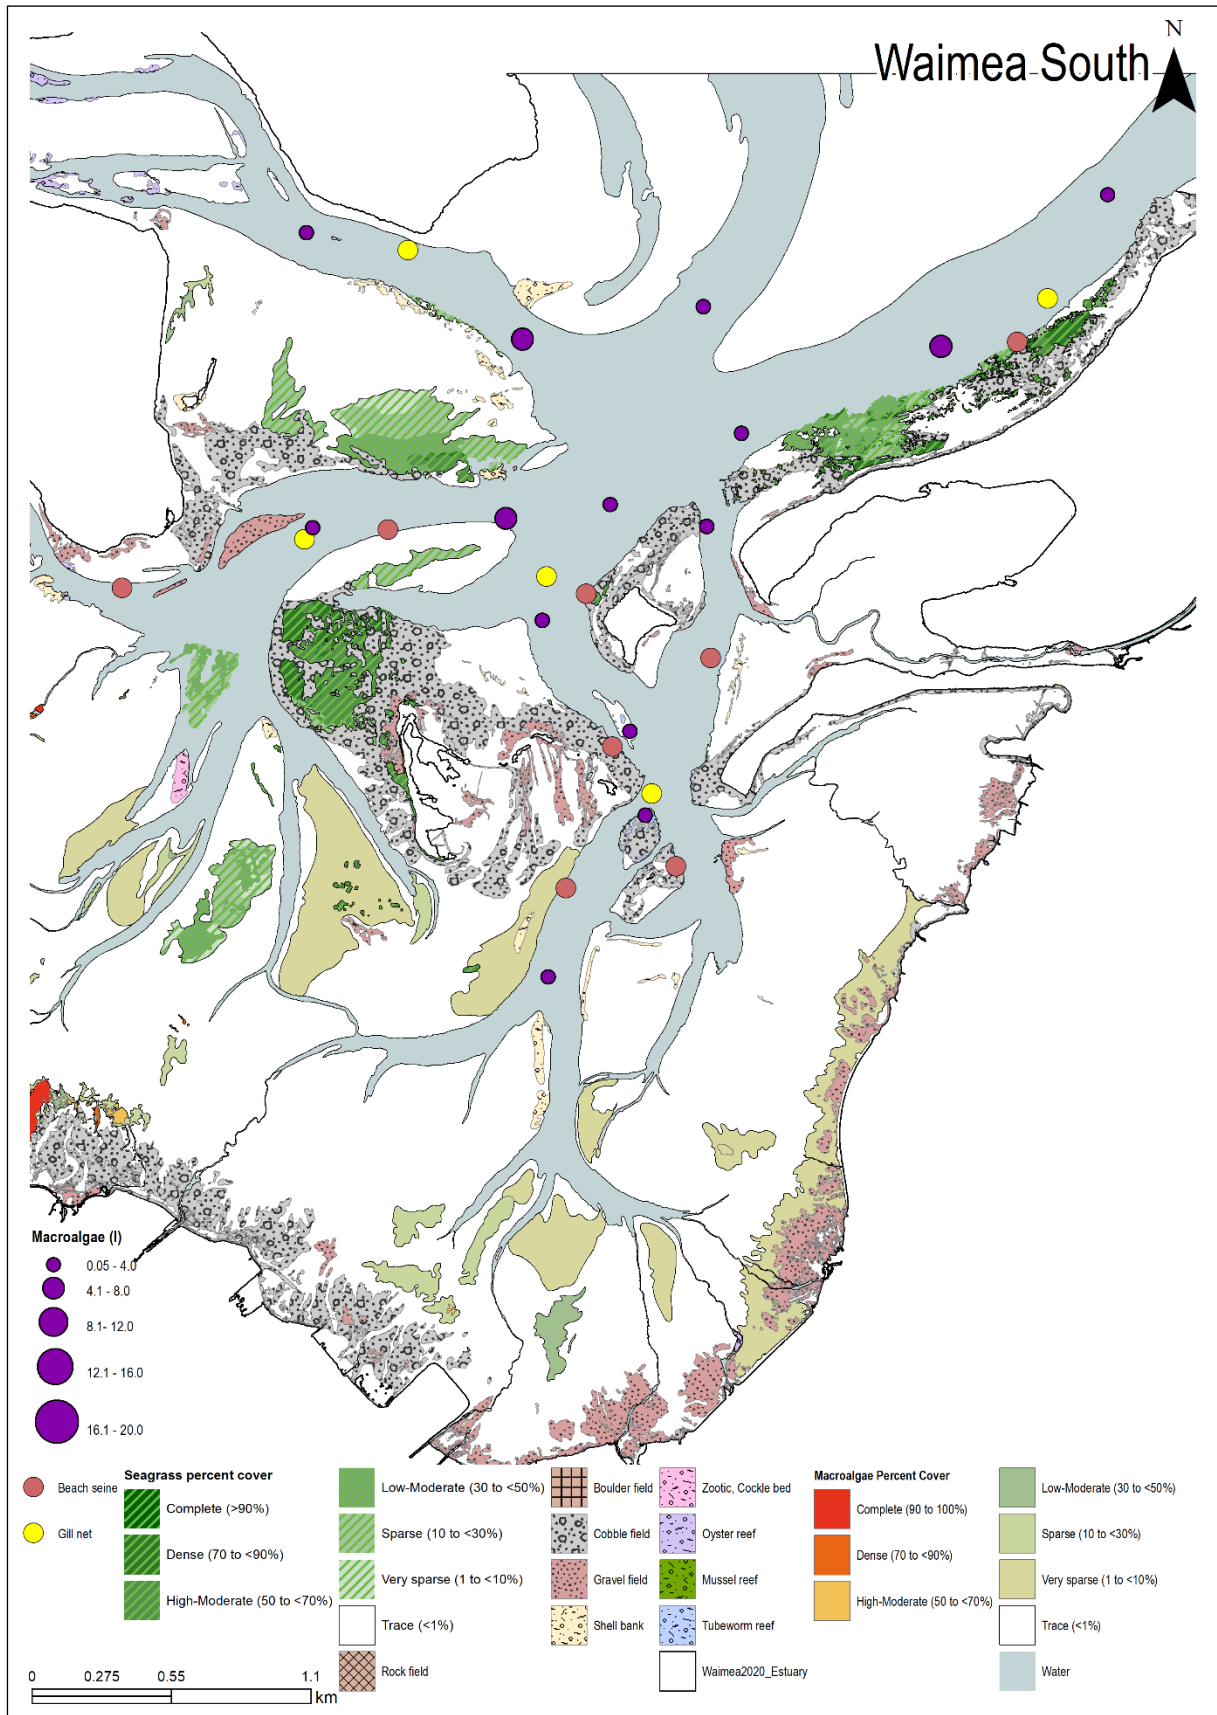 N
Waimea South
Macroalgae (l)
0.05 - 4.0
4.1 - 8.0
8.1- 12.0
12.1 - 16.0
16.1 - 20.0
Beach seine
Gill net
Seagrass percent cover
Complete (>90%)
Dense (70 to <90%)
High-Moderate (50 to <70%)
Low-Moderate (30 to <50%)
Sparse (10 to <30%)
Very sparse (1 to <10%)
Trace (<1%)
Rock field
Boulder field
Cobble field
Gravel field
Shell bank
Zootic, Cockle bed
Oyster reef
Mussel reef
Tubeworm reef
Waimea2020_Estuary
Macroalgae Percent Cover
Complete (90 to 100%)
Dense (70 to <90%)
High-Moderate (50 to <70%)
Low-Moderate (30 to <50%)
Sparse (10 to <30%)
Very sparse (1 to <10%)
Trace (<1%)
Water
0 0.275 0.55 1.1
km